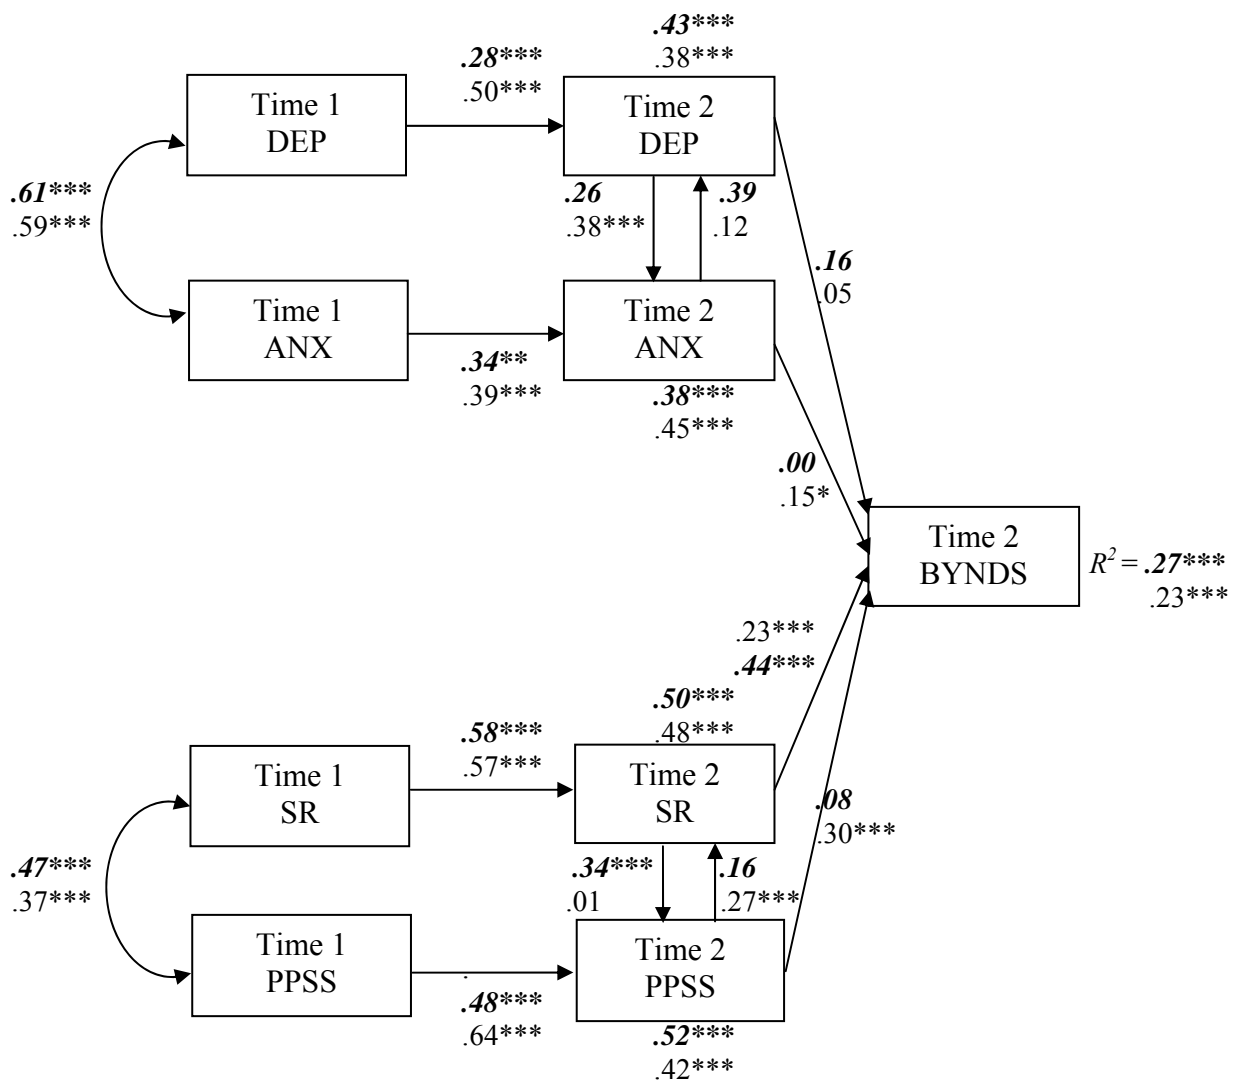 .43***
.38***
.28***
.50***
Time 1
DEP
Time 2
DEP
.61***
.59***
.26
.38***
.39
.12
.16
.05
Time 1
ANX
Time 2
ANX
.34**
.39***
.38***
.45***
.00
.15*
Time 2
BYNDS
R² = .27***
.23***
.23***
.44***
.50***
.48***
.58***
.57***
Time 1
SR
Time 2
SR
.08
.30***
.47***
.37***
.34***
.01
.16
.27***
Time 1
PPSS
Time 2
PPSS
.48***
.64***
.52***
.42***